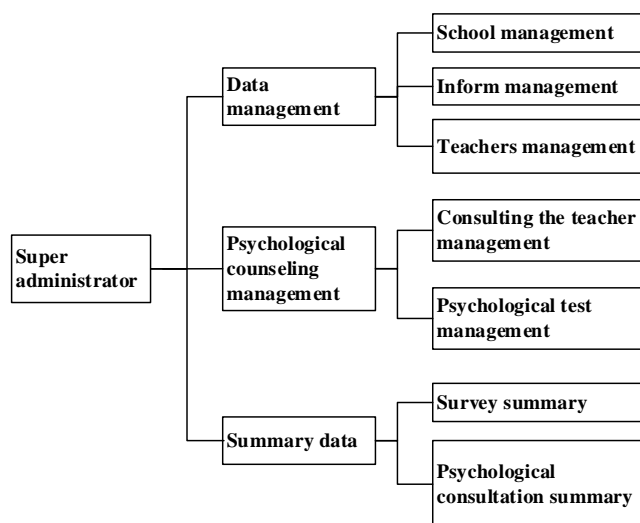 Super
administrator
Data
management
School management
Inform management
Teachers management
Psychological
counseling
management
Consulting the teacher
management
Psychological test
management
Summary data
Survey summary
Psychological
consultation summary